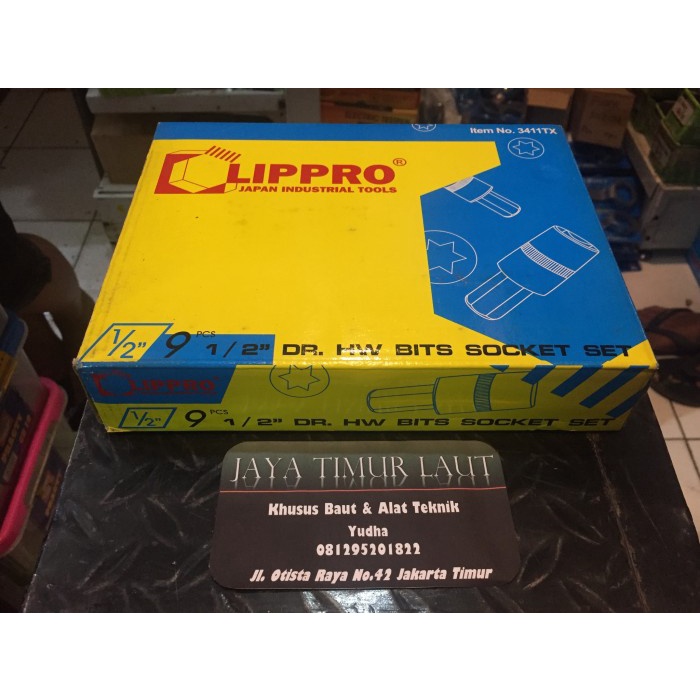 Item No. 3411TX
CLIPPRO®
JAPAN INDUSTRIAL TOOLS
1/2" 9 PCS 1/2" DR. HW BITS SOCKET SET
CLIPPRO
1/2" 9 PCS 1/2" DR. HW BITS SOCKET SET
JAYA TIMUR LAUT
Khusus Baut & Alat Teknik
Yudha
081295201822
Jl. Otista Raya No.42 Jakarta Timur